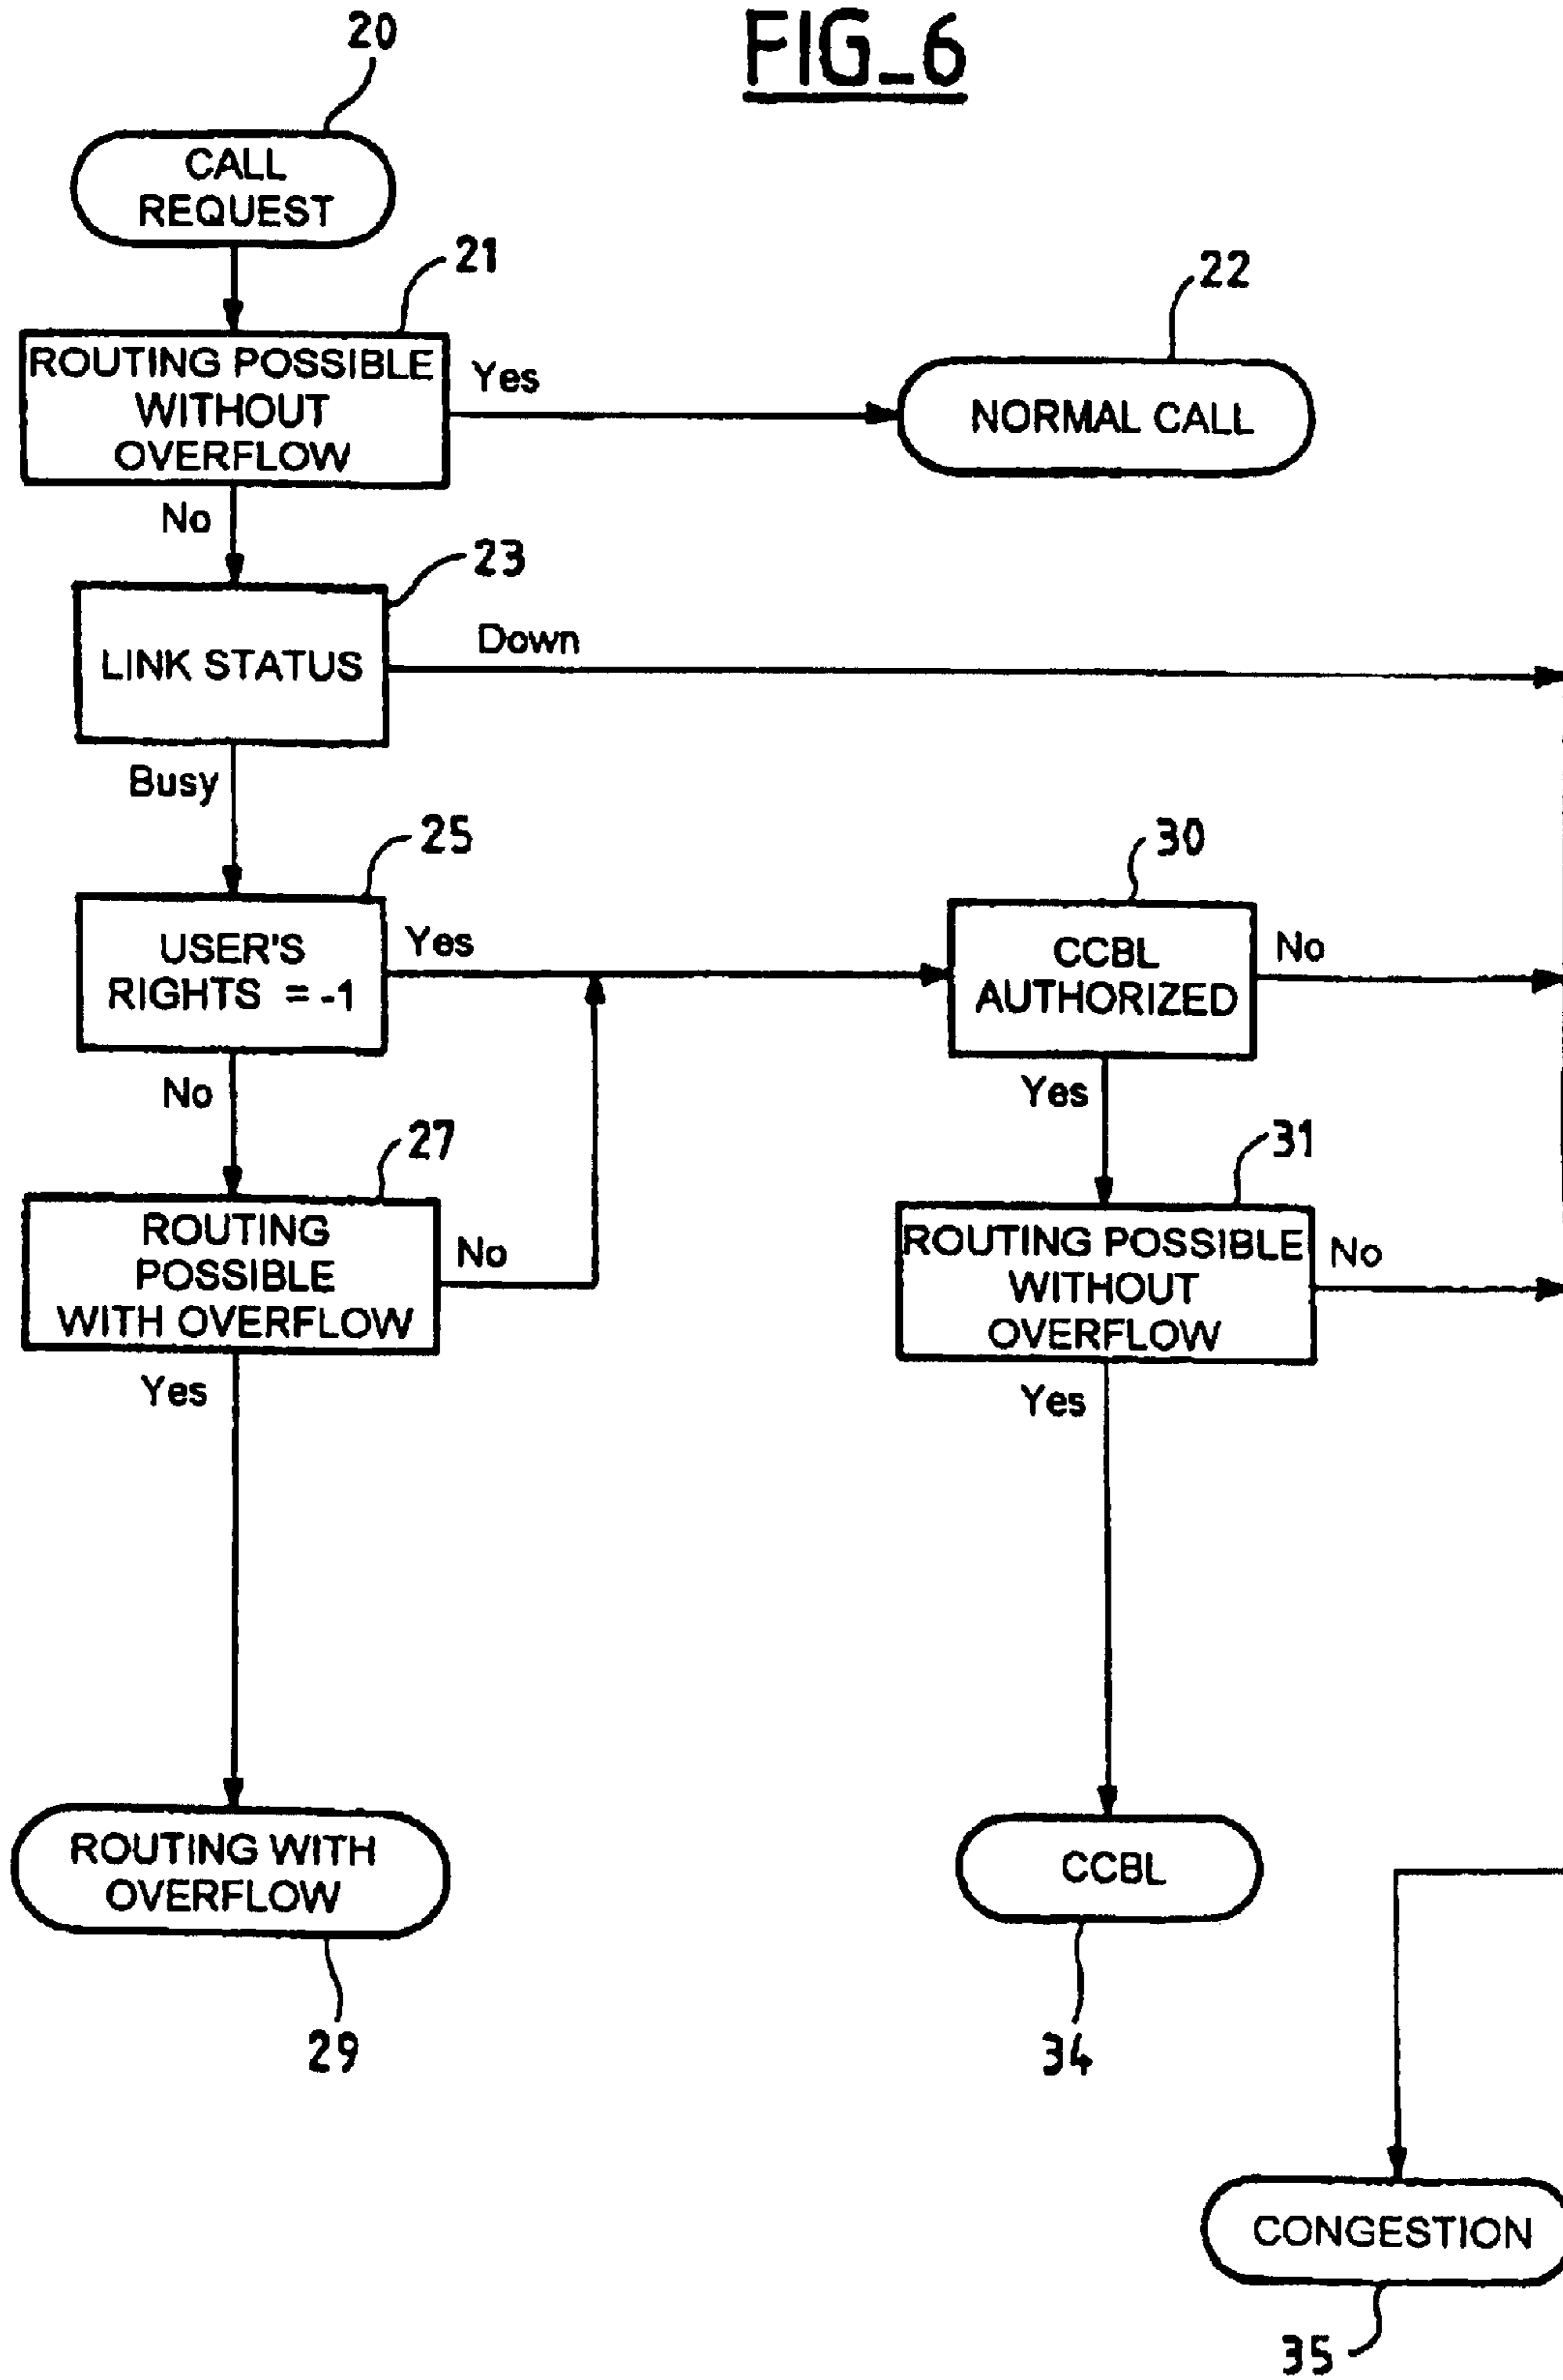 FIG_6
20
CALL
REQUEST
21
ROUTING POSSIBLE
WITHOUT
OVERFLOW
Yes
22
NORMAL CALL
No
23
LINK STATUS
Down
Busy
25
USER'S
RIGHTS = -1
Yes
30
CCBL
AUTHORIZED
No
No
Yes
27
ROUTING
POSSIBLE
WITH OVERFLOW
No
31
ROUTING POSSIBLE
WITHOUT
OVERFLOW
No
Yes
Yes
ROUTING WITH
OVERFLOW
29
CCBL
34
CONGESTION
35